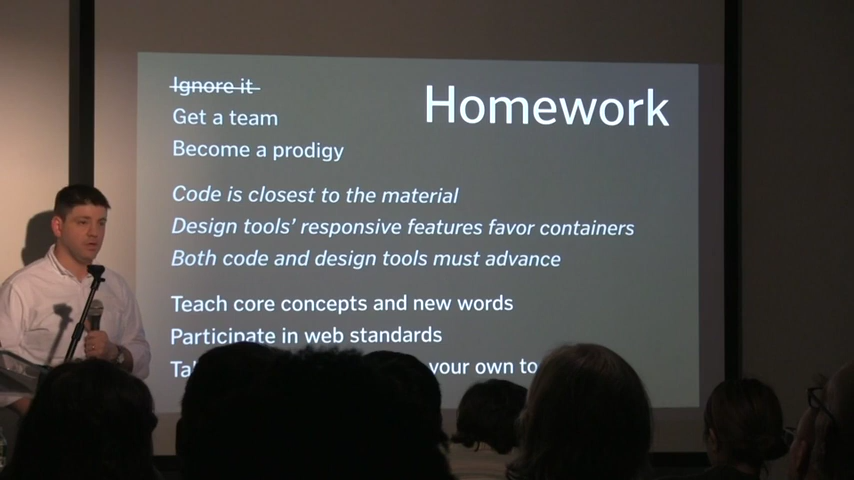 Homework
Ignore it
Get a team
Become a prodigy
Code is closest to the material
Design tools’ responsive features favor containers
Both code and design tools must advance
Teach core concepts and new words
Participate in web standards
your own